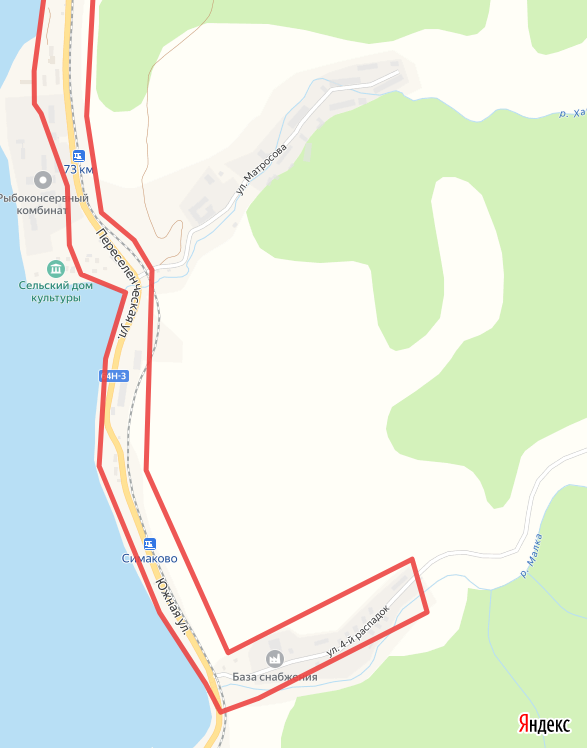 р. Ха
ул. Матросова
73 км
Рыбоконсервный
комбинат
Переселенческая ул.
Сельский дом
культуры
64Н-3
р. Малка
Симаково
Южная ул.
ул. 4-й распадок
База снабжения
Яндекс